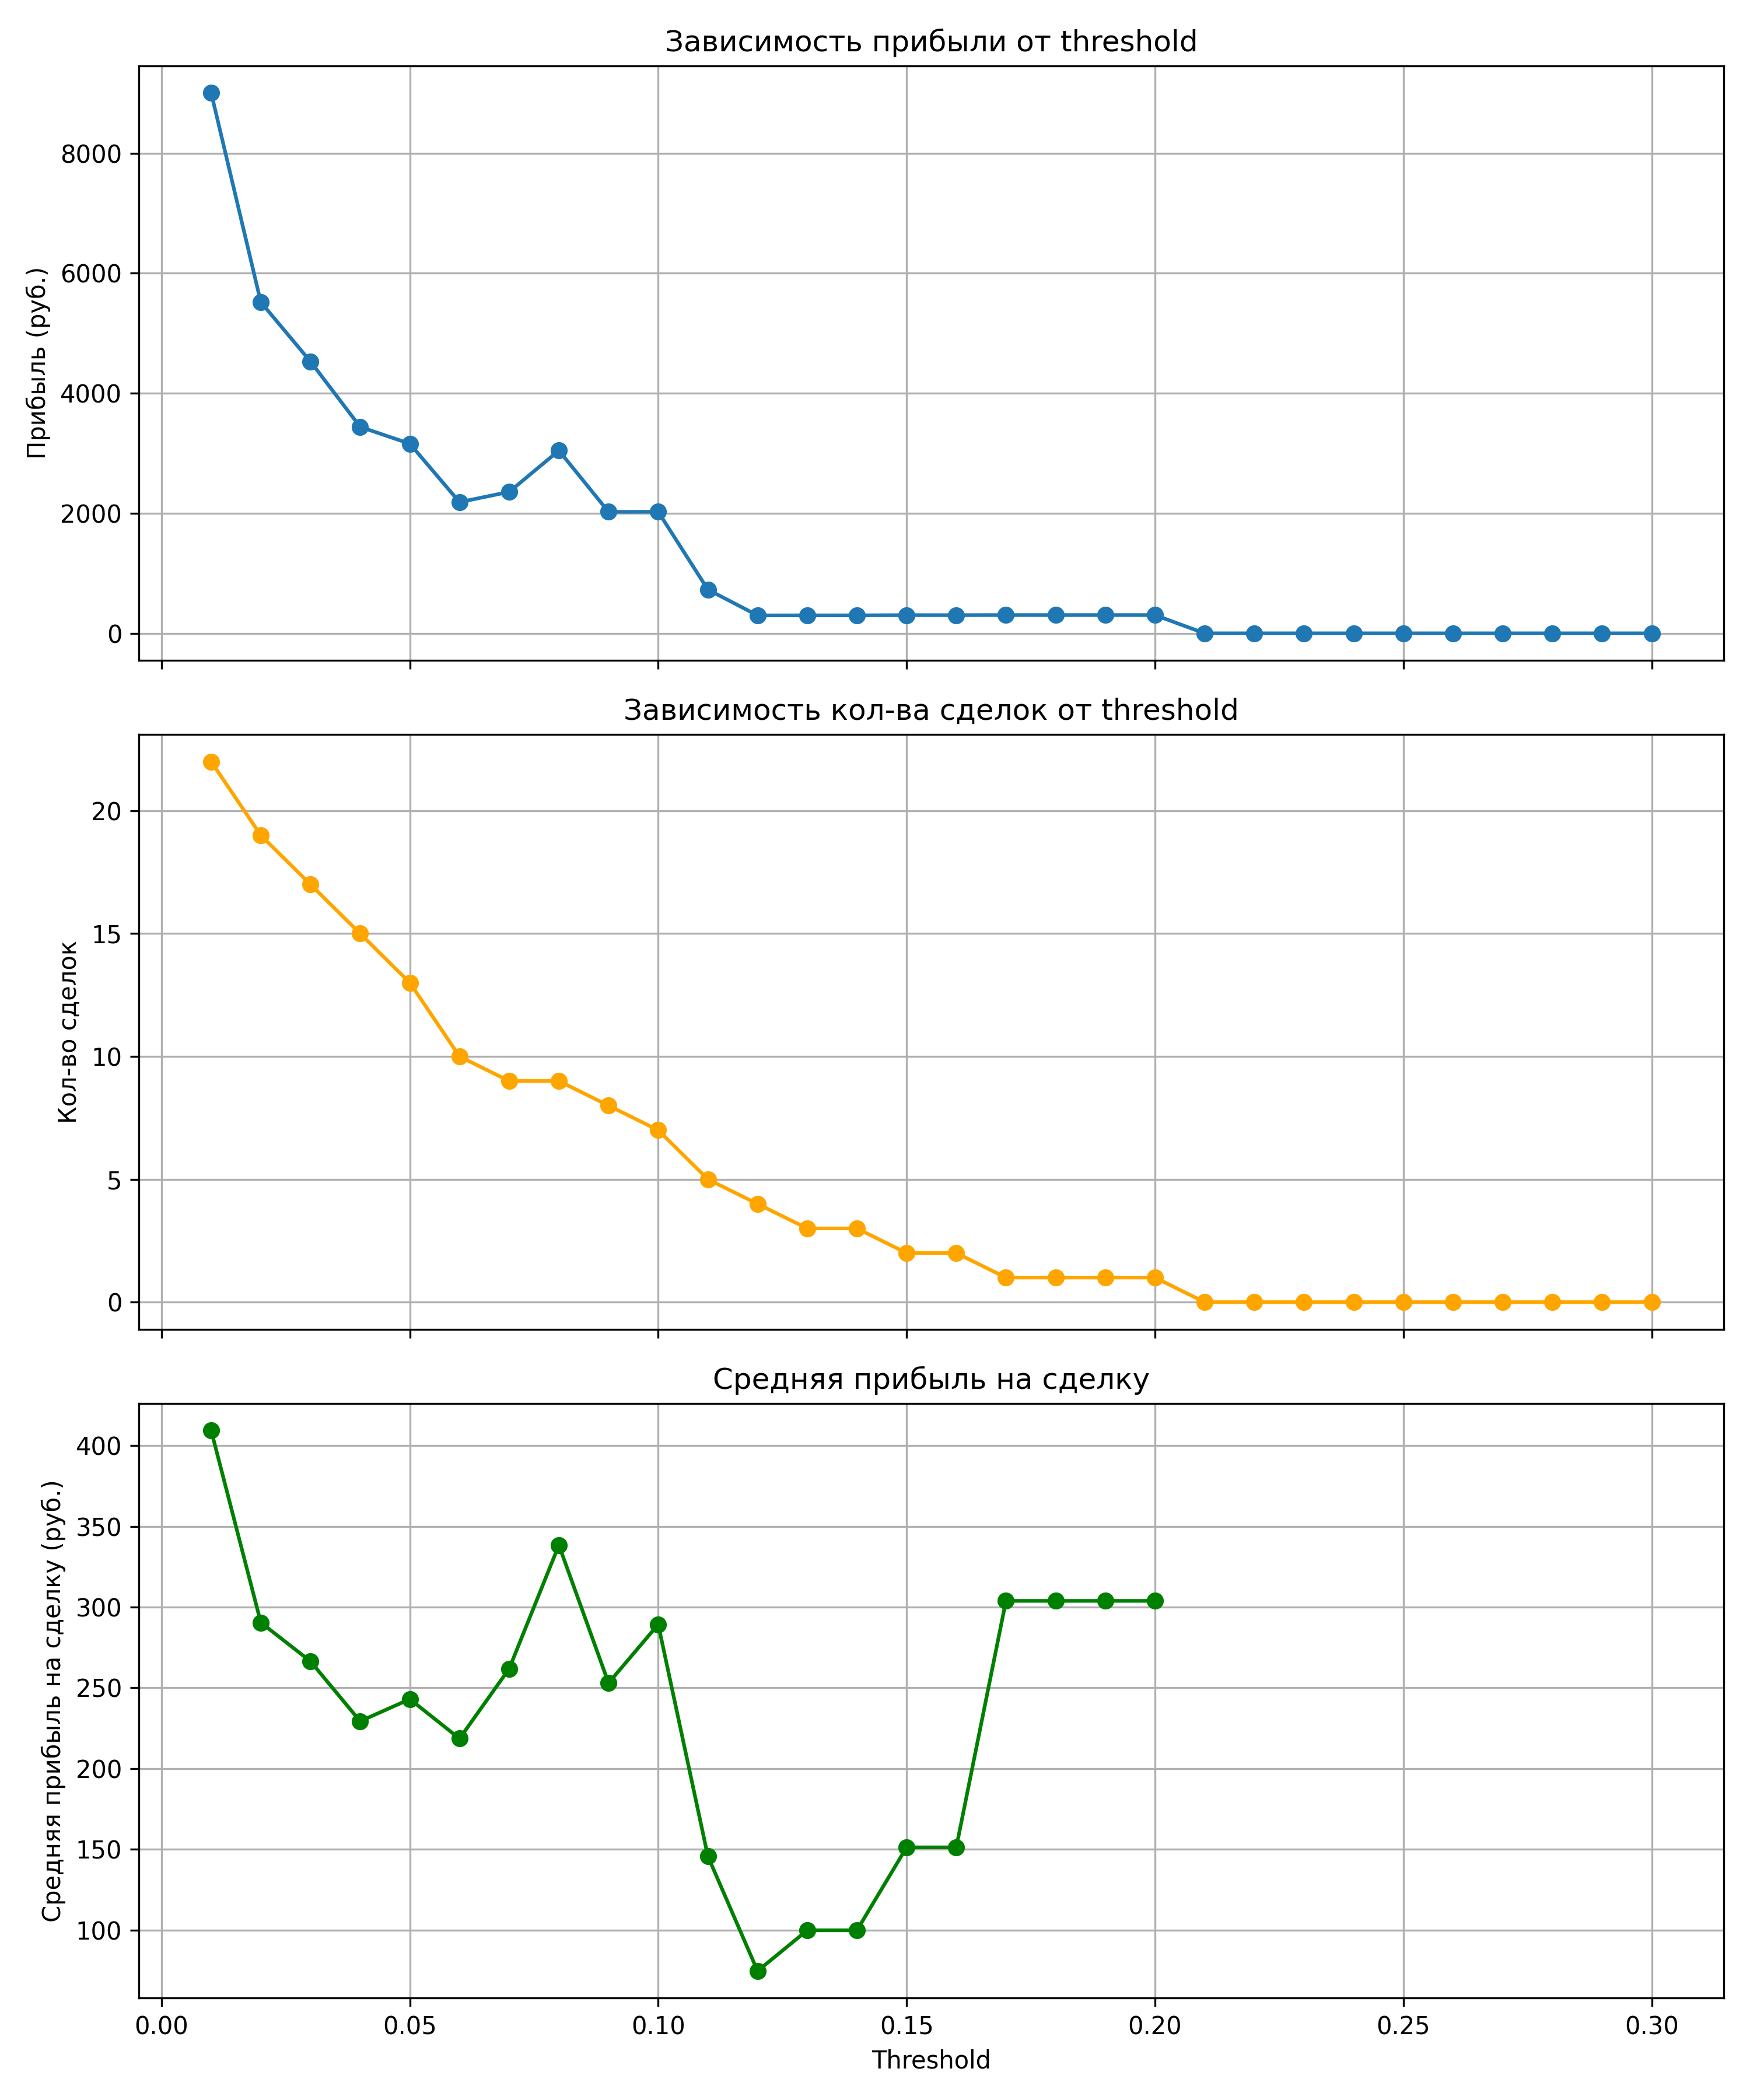 Зависимость прибыли от threshold
Прибыль (руб.)
8000
6000
4000
2000
0
Зависимость кол-ва сделок от threshold
Кол-во сделок
20
15
10
5
0
Средняя прибыль на сделку
Средняя прибыль на сделку (руб.)
400
350
300
250
200
150
100
0.00 0.05 0.10 0.15 0.20 0.25 0.30
Threshold